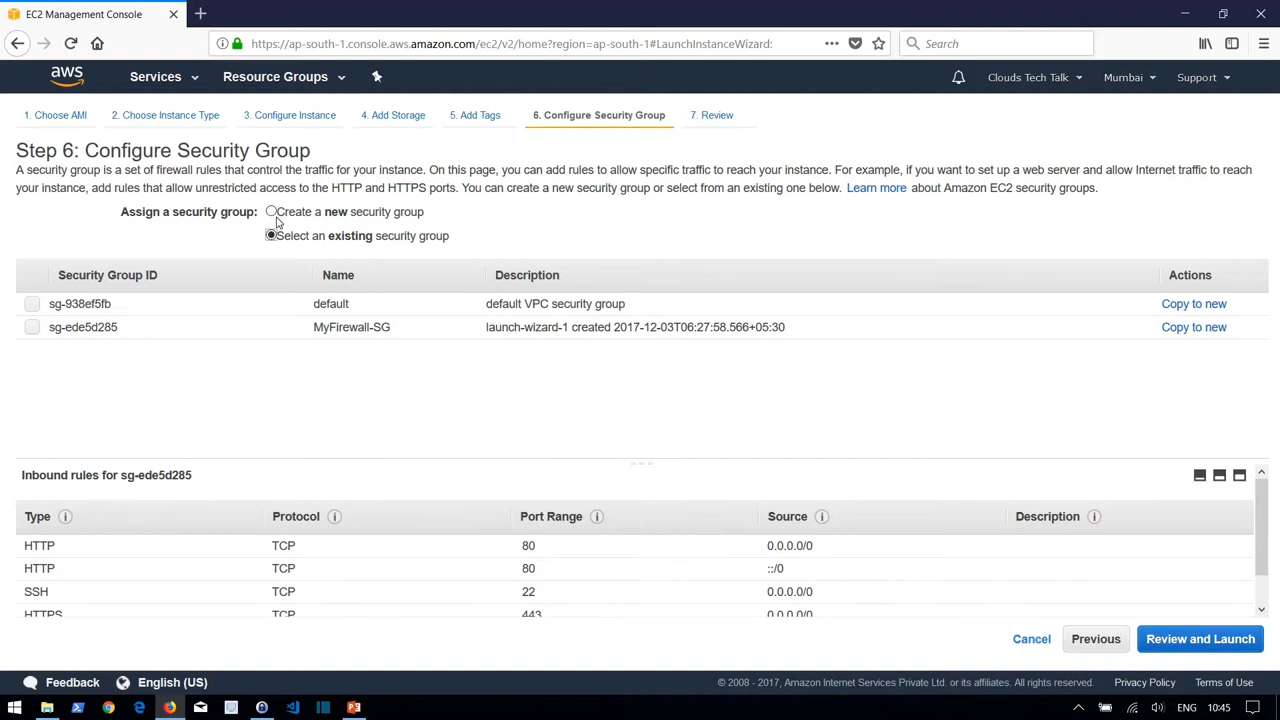 EC2 Management Console
https://ap-south-1.console.aws.amazon.com/ec2/v2/home?region=ap-south-1#LaunchInstanceWizard:
Search
aws
Services
Resource Groups
Clouds Tech Talk
Mumbai
Support
1. Choose AMI
2. Choose Instance Type
3. Configure Instance
4. Add Storage
5. Add Tags
6. Configure Security Group
7. Review
Step 6: Configure Security Group
A security group is a set of firewall rules that control the traffic for your instance. On this page, you can add rules to allow specific traffic to reach your instance. For example, if you want to set up a web server and allow Internet traffic to reach
your instance, add rules that allow unrestricted access to the HTTP and HTTPS ports. You can create a new security group or select from an existing one below. Learn more about Amazon EC2 security groups.
Assign a security group: Create a new security group
Select an existing security group
Security Group ID Name Description Actions
sg-938ef5fb default default VPC security group Copy to new
sg-ede5d285 MyFirewall-SG launch-wizard-1 created 2017-12-03T06:27:58.566+05:30 Copy to new
Inbound rules for sg-ede5d285
Type Protocol Port Range Source Description
HTTP TCP 80 0.0.0.0/0
HTTP TCP 80 ::/0
SSH TCP 22 0.0.0.0/0
HTTPS TCP 443 0.0.0.0/0
Cancel Previous Review and Launch
Feedback English (US) © 2008 - 2017, Amazon Internet Services Private Ltd. or its affiliates. All rights reserved. Privacy Policy Terms of Use
ENG 10:45